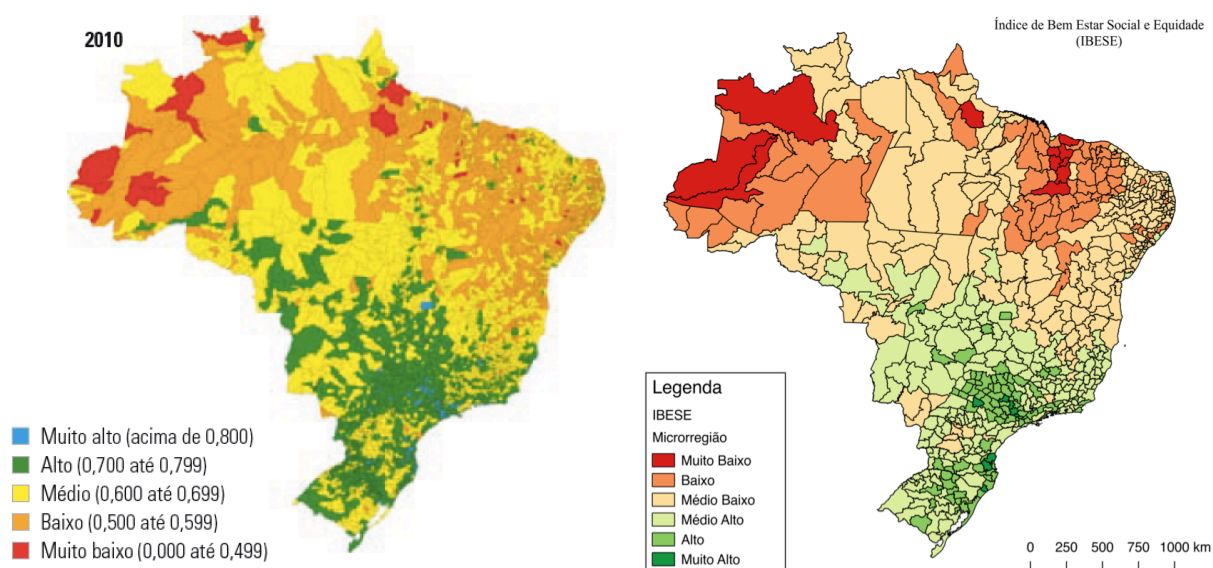 2010
Muito alto (acima de 0,800)
Alto (0,700 até 0,799)
Médio (0,600 até 0,699)
Baixo (0,500 até 0,599)
Muito baixo (0,000 até 0,499)
Índice de Bem Estar Social e Equidade
(IBESE)
Legenda
IBESE
Microrregião
Muito Baixo
Baixo
Médio Baixo
Médio Alto
Alto
Muito Alto
0 250 500 750 1000 km